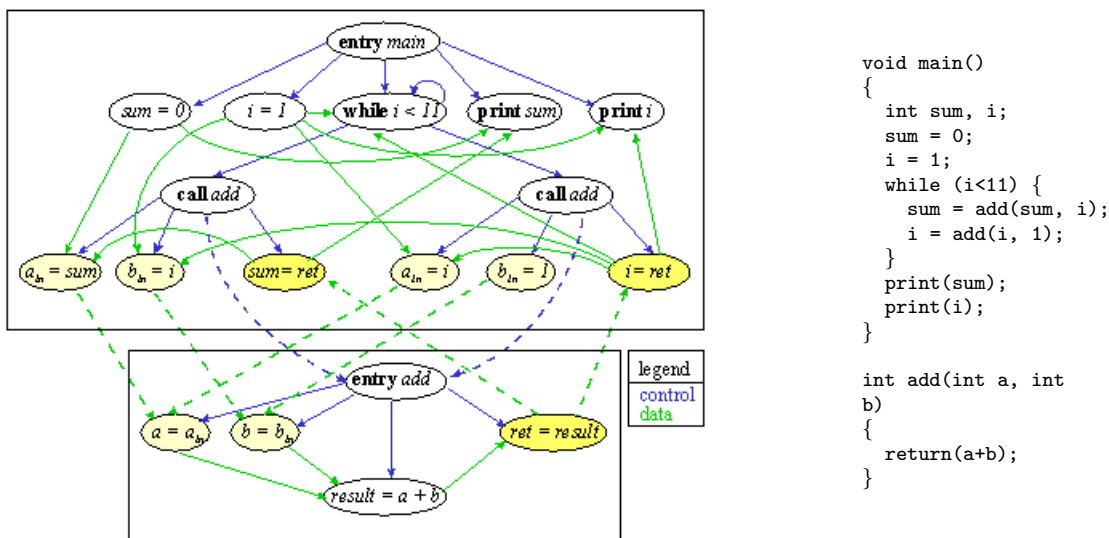 entry main
sum = 0
i = 1
while i < 11
print sum
print i
call add
call add
a_in = sum
b_in = i
sum = ret
a_in = i
b_in = 1
i = ret
entry add
a = a_in
b = b_in
ret = result
result = a + b
legend
control
data
void main()
{
int sum, i;
sum = 0;
i = 1;
while (i<11) {
sum = add(sum, i);
i = add(i, 1);
}
print(sum);
print(i);
}
int add(int a, int
b)
{
return(a+b);
}